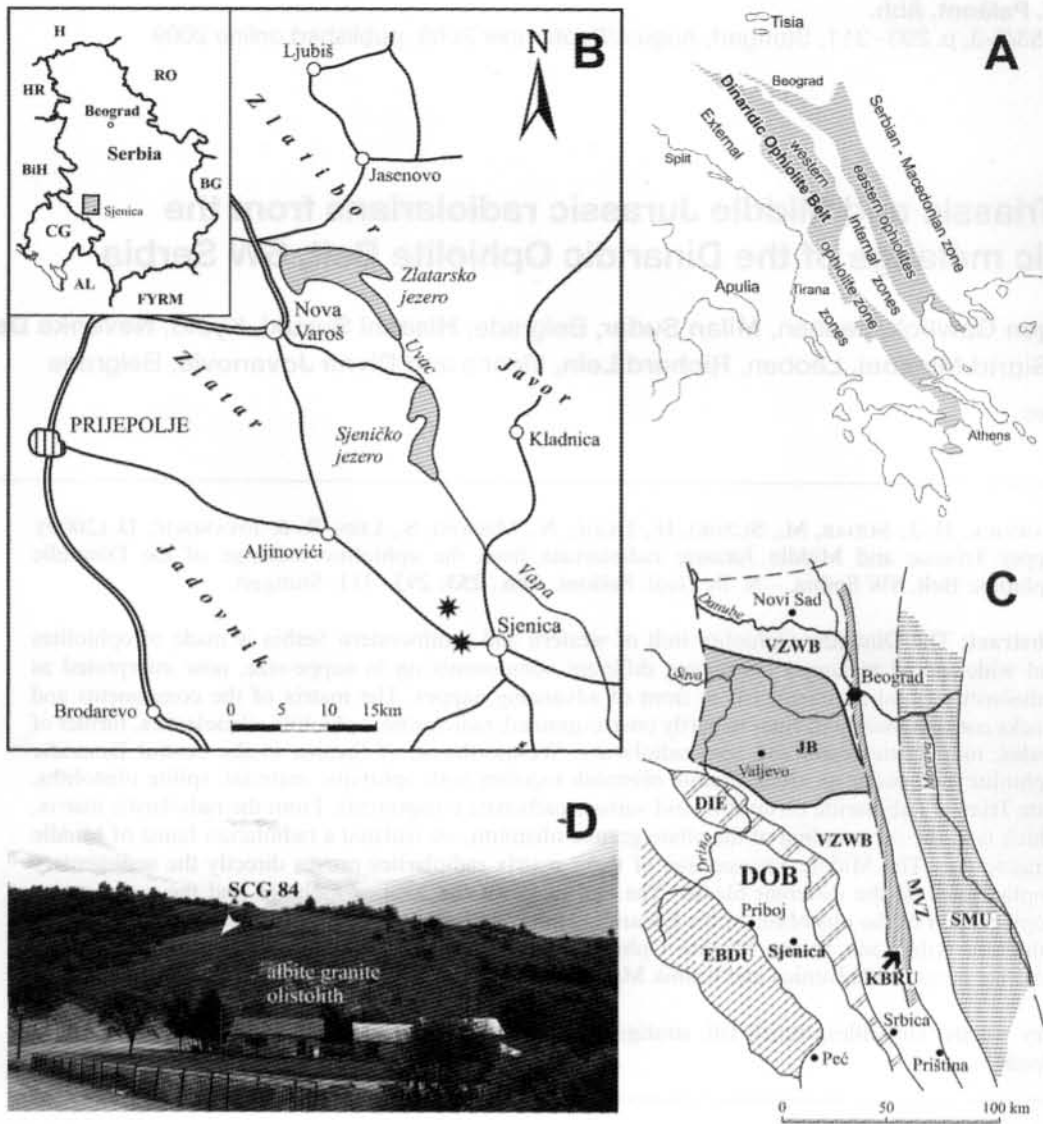 B
N
Ljubiš
Zlatibor
Jasenovo
Zlatarsko
jezero
Nova
Varoš
Uvac
Javor
Zlatar
PRIJEPOLJE
Sjeničko
jezero
Kladnica
Aljinovići
Jadovnik
Vapa
Sjenica
Brodarevo
0 5 10 15km
H
RO
HR
Beograd
Serbia
BiH
BG
Sjenica
CG
AL
FYRM
A
Tisia
Beograd
Serbian - Macedonian zone
Dinaridic Ophiolite Belt
External
western
eastern ophiolites
Split
Internal zones
ophiolite zone
Apulia
Tirana
zones
Athens
C
Novi Sad
Danube
VZWB
Sava
Beograd
JB
Valjevo
DIE
Drina
VZWB
DOB
MVZ
SMU
Priboj
EBDU
Sjenica
KBRU
Srbica
Peć
Priština
0 50 100 km
D
SCG 84
albite granite
olistolith